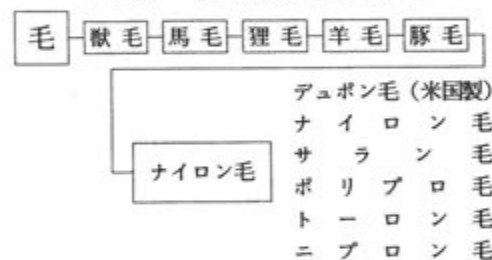 毛 獣毛 馬毛 狸毛 羊毛 豚毛
デュポン毛(米国製)
ナイロン毛
サラン毛
ナイロン毛
ポリプロ毛
トーロン毛
ニプロン毛